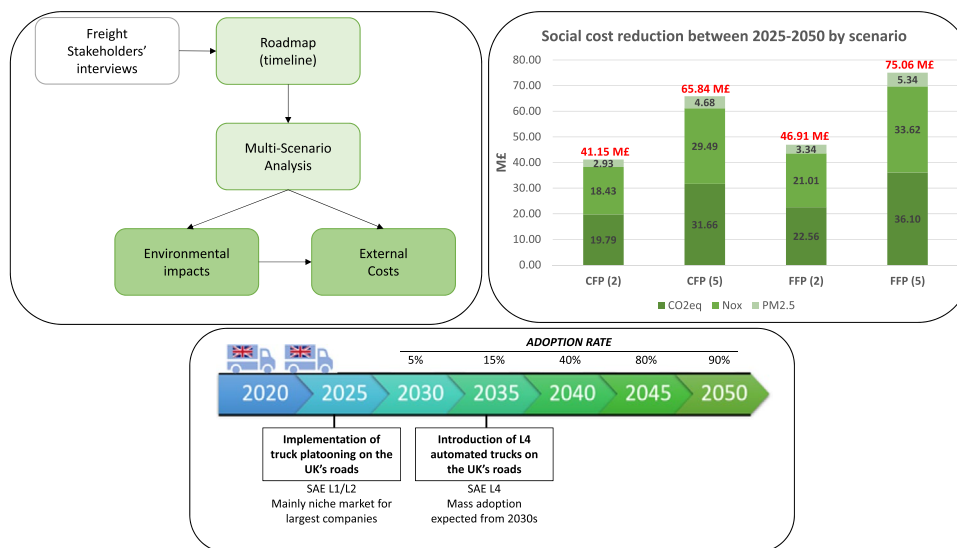 Freight
Stakeholders'
interviews
Roadmap
(timeline)
Multi-Scenario
Analysis
Environmental
impacts
External
Costs
Social cost reduction between 2025-2050 by scenario
M£
80.00
70.00
60.00
50.00
40.00
30.00
20.00
10.00
0.00
41.15 M£
2.93
18.43
19.79
65.84 M£
4.68
29.49
31.66
46.91 M£
3.34
21.01
22.56
75.06 M£
5.34
33.62
36.10
CFP (2) CFP (5) FFP (2) FFP (5)
CO2eq Nox PM2.5
ADOPTION RATE
5% 15% 40% 80% 90%
2020 2025 2030 2035 2040 2045 2050
Implementation of
truck platooning on the
UK's roads
SAE L1/L2
Mainly niche market for
largest companies
Introduction of L4
automated trucks on
the UK's roads
SAE L4
Mass adoption
expected from 2030s